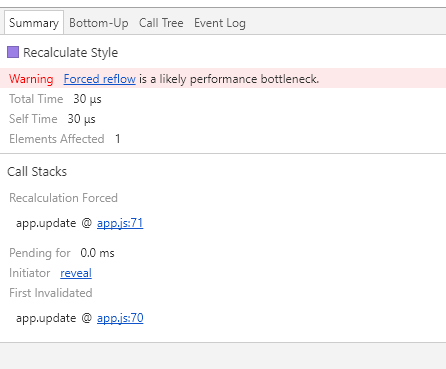 Summary Bottom-Up Call Tree Event Log
Recalculate Style
Warning Forced reflow is a likely performance bottleneck.
Total Time 30 μs
Self Time 30 μs
Elements Affected 1
Call Stacks
Recalculation Forced
app.update @ app.js:71
Pending for 0.0 ms
Initiator reveal
First Invalidated
app.update @ app.js:70